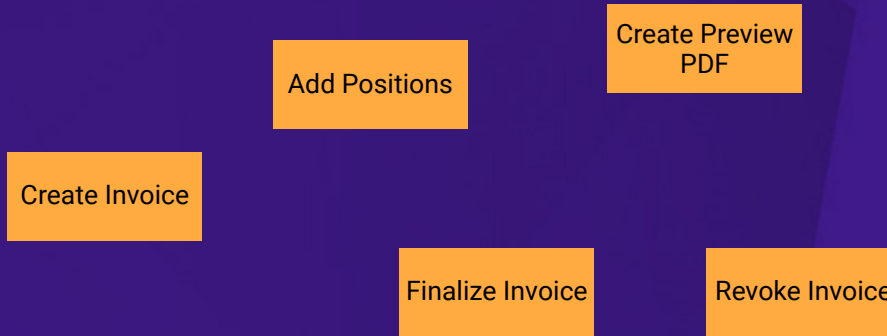 Create Preview
PDF
Add Positions
Create Invoice
Finalize Invoice
Revoke Invoice